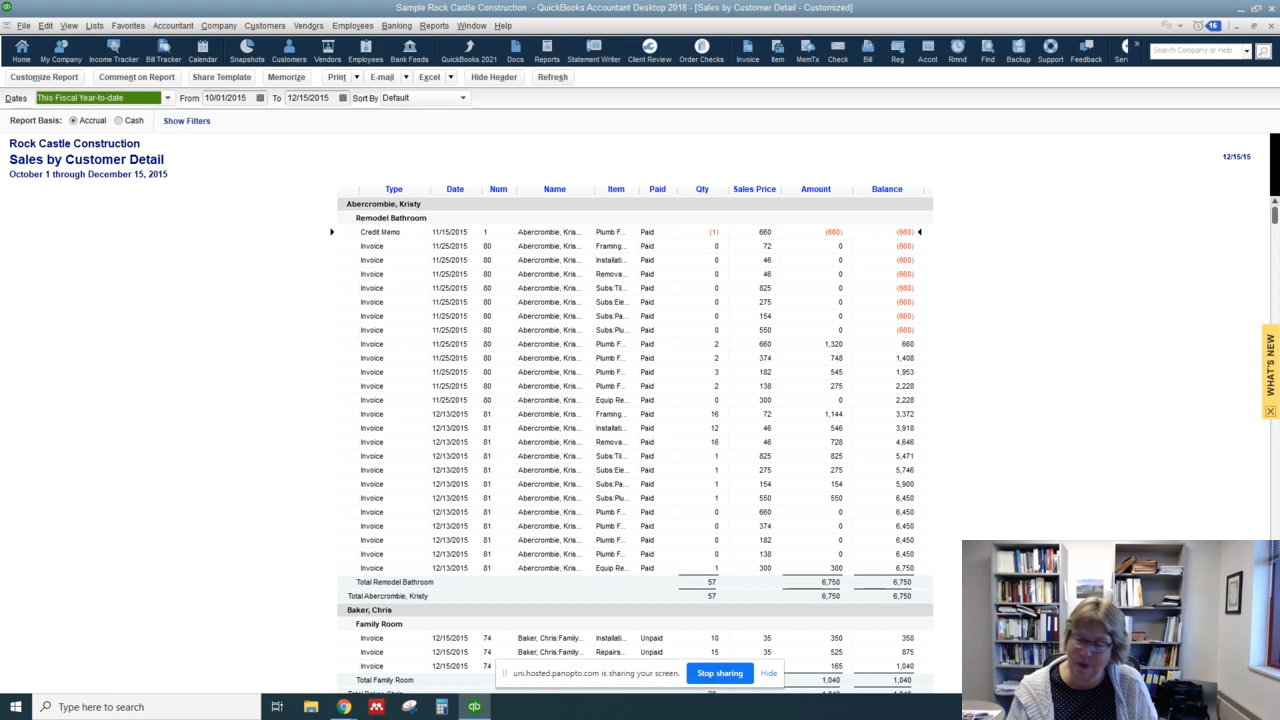 Sample Rock Castle Construction - QuickBooks Accountant Desktop 2018 - [Sales by Customer Detail - Customized]
File Edit View Lists Favorites Accountant Company Customers Vendors Employees Banking Reports Window Help 16
Home My Company Income Tracker Bill Tracker Calendar Snapshots Customers Vendors Employees Bank Feeds QuickBooks 2021 Docs Reports Statement Writer Client Review Order Checks Invoice Item MemTx Check Bill Reg Accnt Rmnd Find Backup Support Feedback Serv » Search Company or Help
Customize Report Comment on Report Share Template Memorize Print E-mail Excel Hide Header Refresh
Dates This Fiscal Year-to-date From 10/01/2015 To 12/15/2015 Sort By Default
Report Basis: Accrual Cash Show Filters
Rock Castle Construction
Sales by Customer Detail 12/15/15
October 1 through December 15, 2015
Type Date Num Name Item Paid Qty Sales Price Amount Balance
Abercrombie, Kristy
Remodel Bathroom
Credit Memo 11/15/2015 1 Abercrombie, Kris... Plumb F... Paid (1) 660 (660) (660)
Invoice 11/25/2015 80 Abercrombie, Kris... Framing... Paid 0 72 0 (660)
Invoice 11/25/2015 80 Abercrombie, Kris... Installati... Paid 0 46 0 (660)
Invoice 11/25/2015 80 Abercrombie, Kris... Remova... Paid 0 46 0 (660)
Invoice 11/25/2015 80 Abercrombie, Kris... Subs:Til... Paid 0 825 0 (660)
Invoice 11/25/2015 80 Abercrombie, Kris... Subs:Ele... Paid 0 275 0 (660)
Invoice 11/25/2015 80 Abercrombie, Kris... Subs:Pa... Paid 0 154 0 (660)
Invoice 11/25/2015 80 Abercrombie, Kris... Subs:Plu... Paid 0 550 0 (660)
Invoice 11/25/2015 80 Abercrombie, Kris... Plumb F... Paid 2 660 1,320 660
Invoice 11/25/2015 80 Abercrombie, Kris... Plumb F... Paid 2 374 748 1,408
Invoice 11/25/2015 80 Abercrombie, Kris... Plumb F... Paid 3 182 545 1,953
Invoice 11/25/2015 80 Abercrombie, Kris... Plumb F... Paid 2 138 275 2,228
Invoice 11/25/2015 80 Abercrombie, Kris... Equip Re... Paid 0 300 0 2,228
Invoice 12/13/2015 81 Abercrombie, Kris... Framing... Paid 16 72 1,144 3,372
Invoice 12/13/2015 81 Abercrombie, Kris... Installati... Paid 12 46 546 3,918
Invoice 12/13/2015 81 Abercrombie, Kris... Remova... Paid 16 46 728 4,646
Invoice 12/13/2015 81 Abercrombie, Kris... Subs:Til... Paid 1 825 825 5,471
Invoice 12/13/2015 81 Abercrombie, Kris... Subs:Ele... Paid 1 275 275 5,746
Invoice 12/13/2015 81 Abercrombie, Kris... Subs:Pa... Paid 1 154 154 5,900
Invoice 12/13/2015 81 Abercrombie, Kris... Subs:Plu... Paid 1 550 550 6,450
Invoice 12/13/2015 81 Abercrombie, Kris... Plumb F... Paid 0 660 0 6,450
Invoice 12/13/2015 81 Abercrombie, Kris... Plumb F... Paid 0 374 0 6,450
Invoice 12/13/2015 81 Abercrombie, Kris... Plumb F... Paid 0 182 0 6,450
Invoice 12/13/2015 81 Abercrombie, Kris... Plumb F... Paid 0 138 0 6,450
Invoice 12/13/2015 81 Abercrombie, Kris... Equip Re... Paid 1 300 300 6,750
Total Remodel Bathroom 57 6,750 6,750
Total Abercrombie, Kristy 57 6,750 6,750
Baker, Chris
Family Room
Invoice 12/15/2015 74 Baker, Chris:Family... Installati... Unpaid 10 35 350 350
Invoice 12/15/2015 74 Baker, Chris:Family... Repairs... Unpaid 15 35 525 875
Invoice 12/15/2015 74 165 1,040
Total Family Room 1,040 1,040
uni.hosted.panopto.com is sharing your screen. Stop sharing Hide
WHAT'S NEW
Type here to search